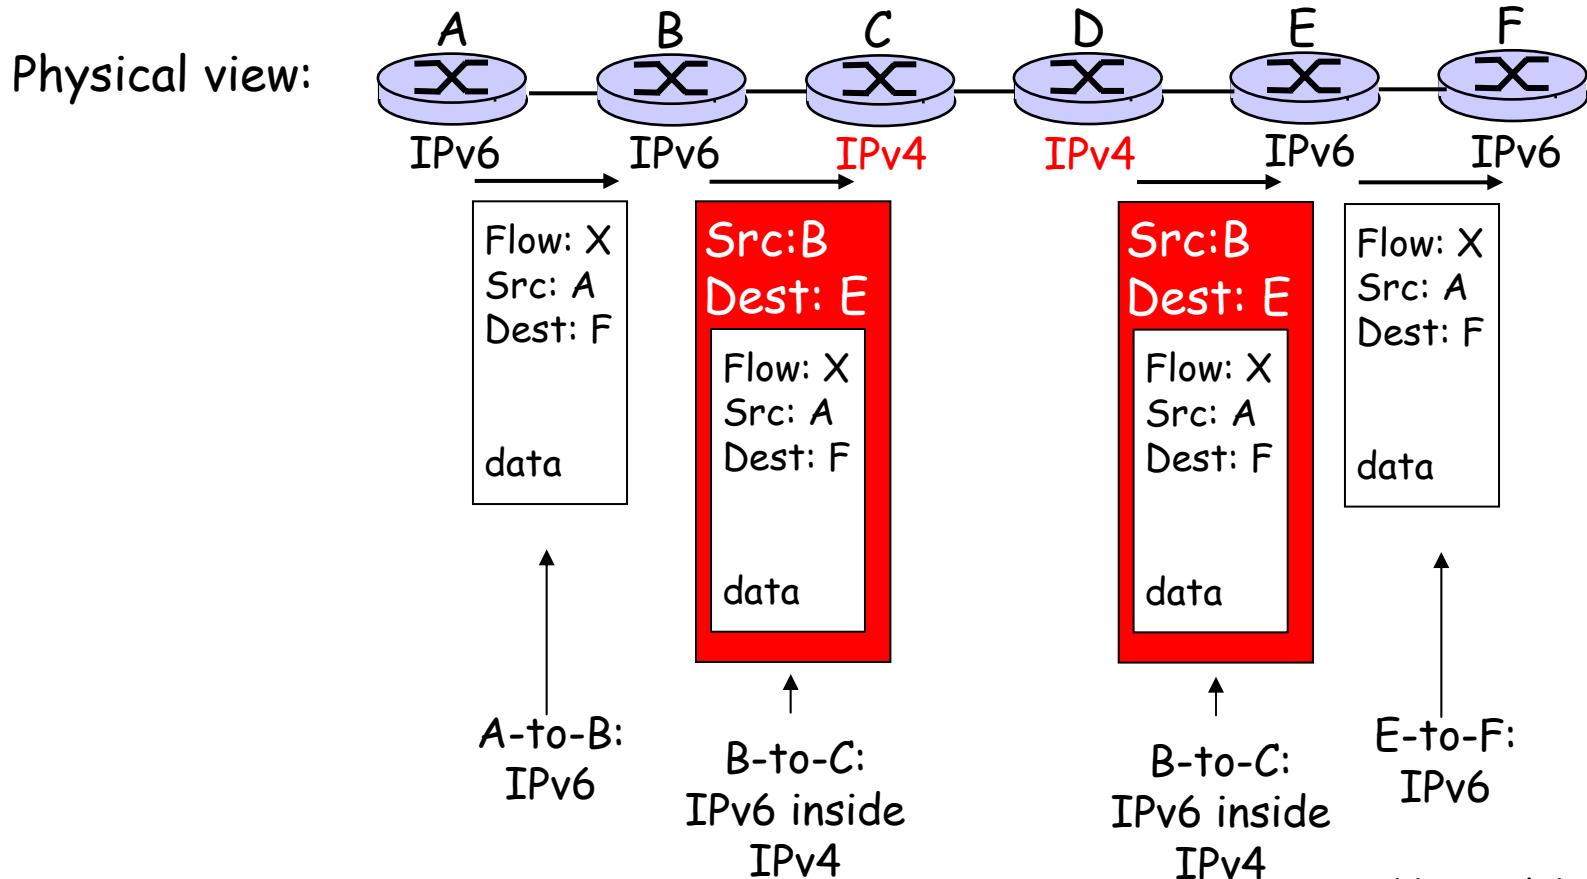 A B C D E F
Physical view:
IPv6 IPv6 IPv4 IPv4 IPv6 IPv6
Flow: X
Src: A
Dest: F
data
Src:B
Dest: E
Flow: X
Src: A
Dest: F
data
Src:B
Dest: E
Flow: X
Src: A
Dest: F
data
Flow: X
Src: A
Dest: F
data
A-to-B:
IPv6
B-to-C:
IPv6 inside
IPv4
B-to-C:
IPv6 inside
IPv4
E-to-F:
IPv6